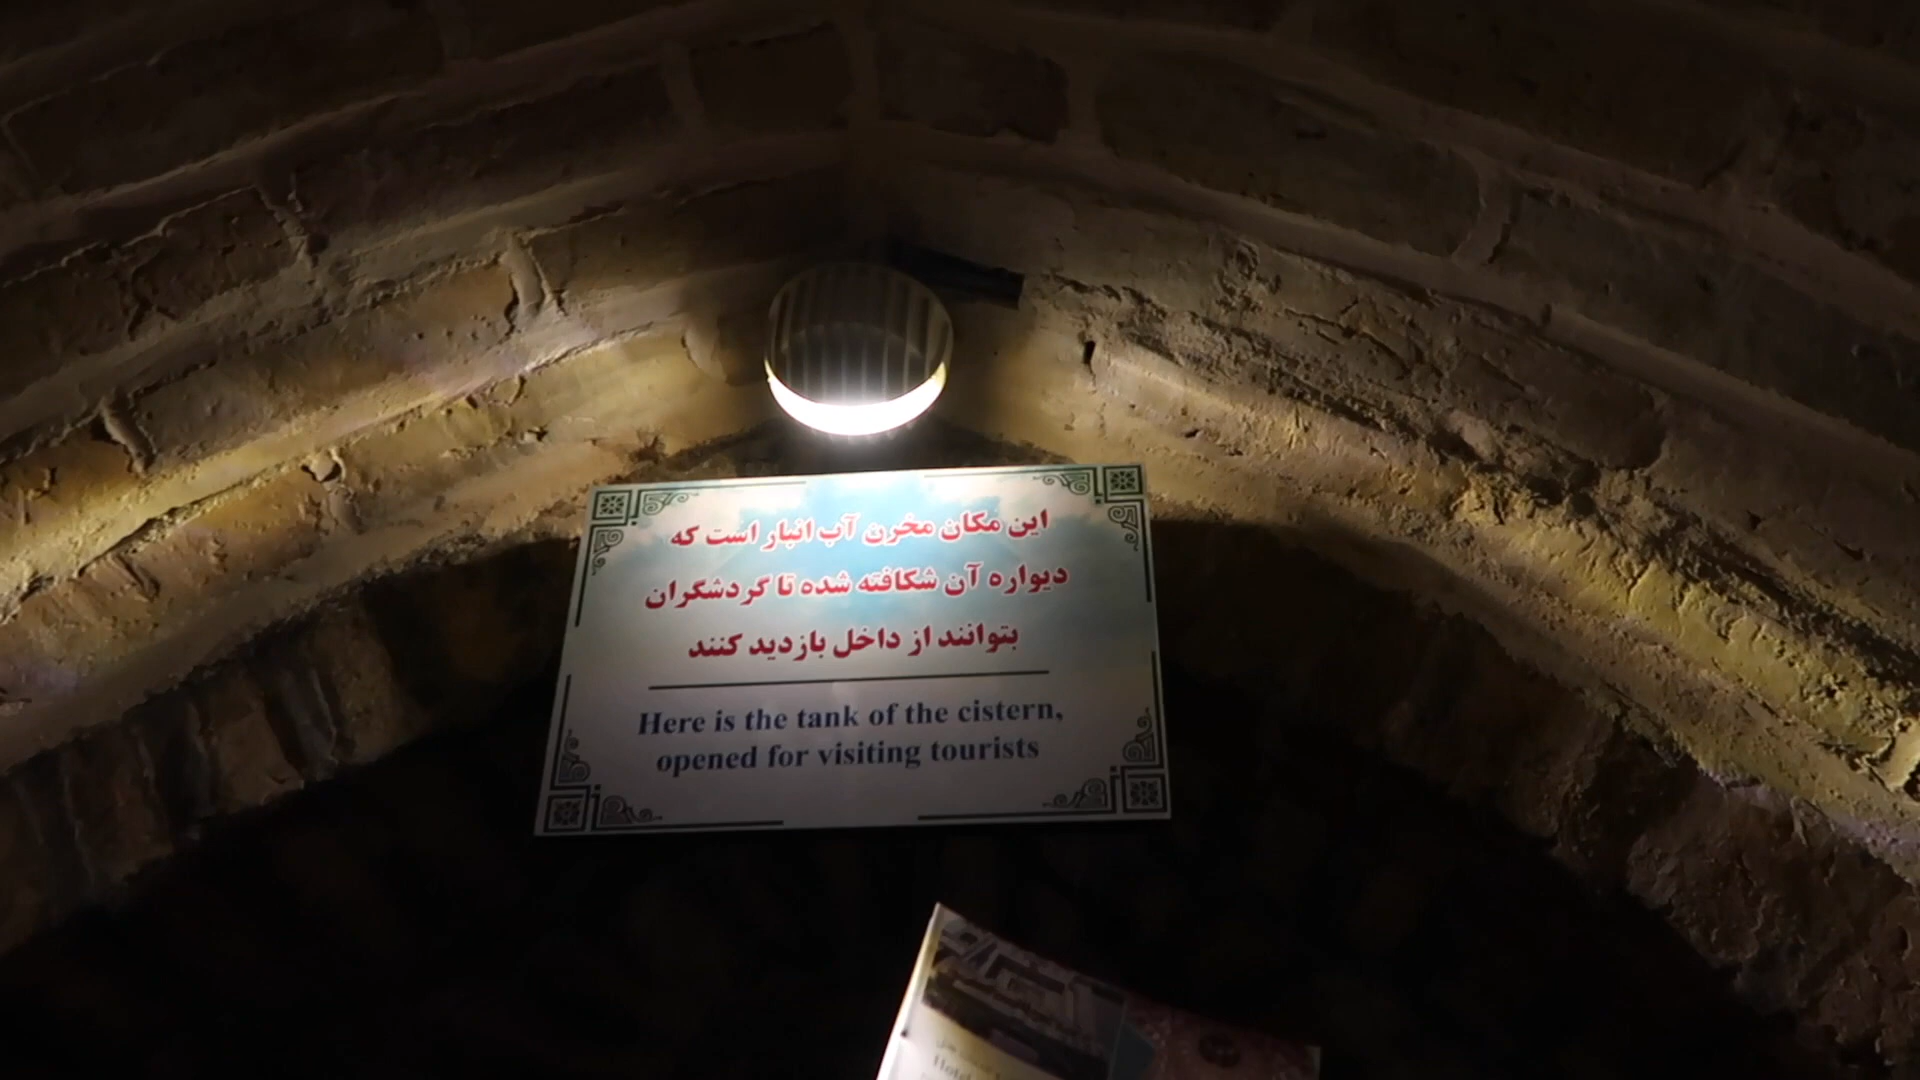 این مکان مخزن آب انبار است که
دیواره آن شکافته شده تا گردشگران
بتوانند از داخل بازدید کنند
Here is the tank of the cistern,
opened for visiting tourists